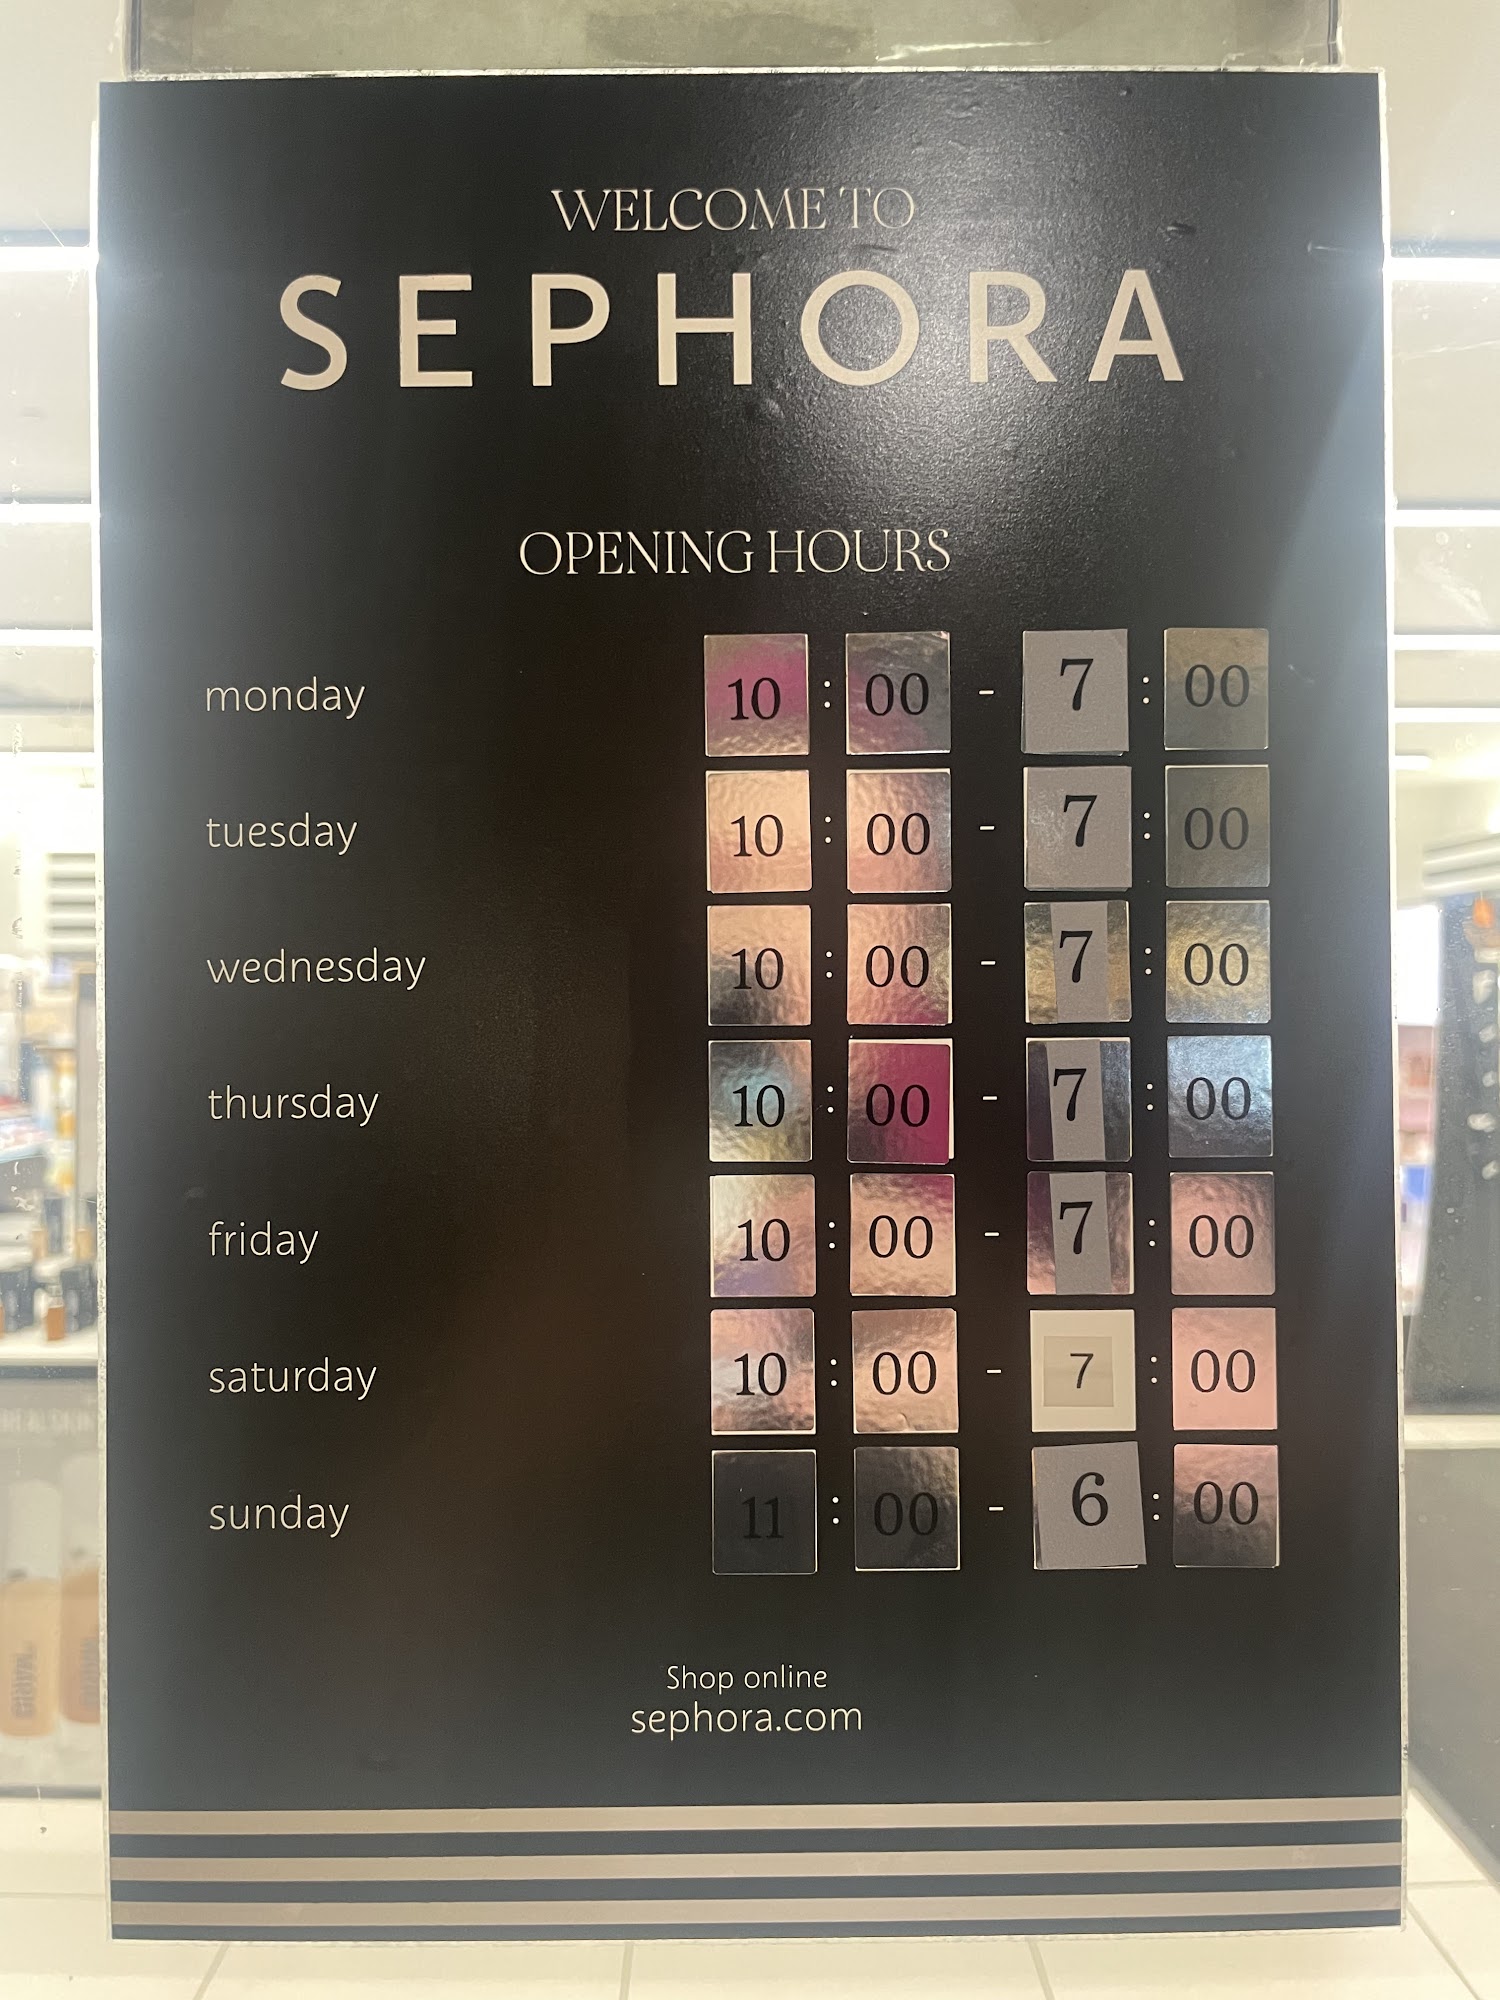 WELCOME TO
SEPHORA
OPENING HOURS
monday 10 : 00 - 7 : 00
tuesday 10 : 00 - 7 : 00
wednesday 10 : 00 - 7 : 00
thursday 10 : 00 - 7 : 00
friday 10 : 00 - 7 : 00
saturday 10 : 00 - 7 : 00
sunday 11 : 00 - 6 : 00
Shop online
sephora.com